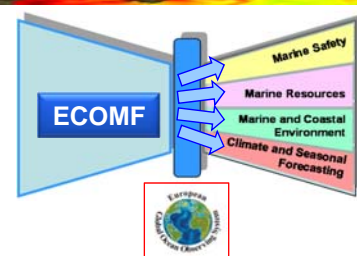 Marine Safety
Marine Resources
ECOMF
Marine and Coastal
Environment
Climate and Seasonal
Forecasting
European
Global Ocean Observing System